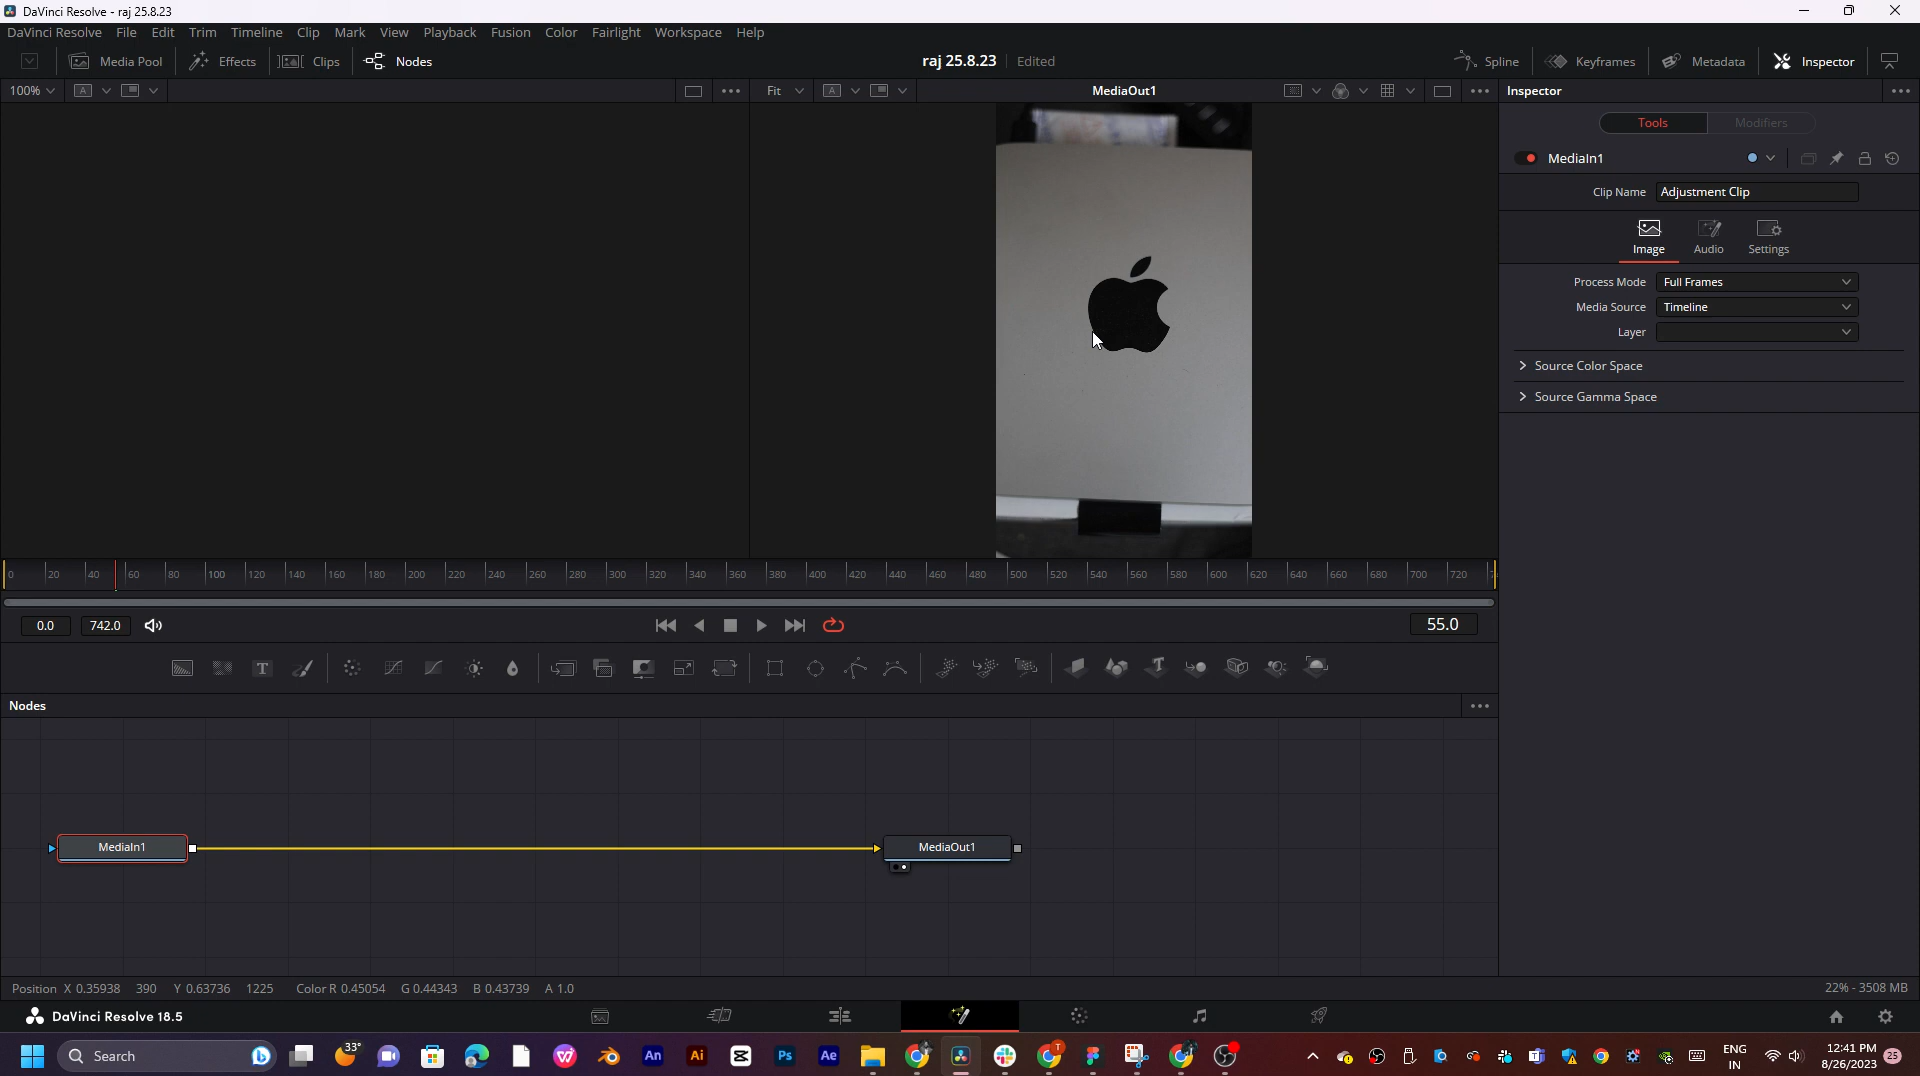 DaVinci Resolve - raj 25.8.23
DaVinci Resolve File Edit Trim Timeline Clip Mark View Playback Fusion Color Fairlight Workspace Help
Media Pool Effects Clips Nodes raj 25.8.23 Edited Spline Keyframes Metadata Inspector
100% A Fit A MediaOut1 Inspector
Tools Modifiers
MediaIn1
Clip Name Adjustment Clip
Image Audio Settings
Process Mode Full Frames
Media Source Timeline
Layer
Source Color Space
Source Gamma Space
0 20 40 60 80 100 120 140 160 180 200 220 240 260 280 300 320 340 360 380 400 420 440 460 480 500 520 540 560 580 600 620 640 660 680 700 720
0.0 742.0 55.0
T
Nodes
MediaIn1 MediaOut1
Position X 0.35938 390 Y 0.63736 1225 Color R 0.45054 G 0.44343 B 0.43739 A 1.0 22% - 3508 MB
DaVinci Resolve 18.5
Search 33° An Ai Ps Ae T ENG IN 12:41 PM 8/26/2023 25